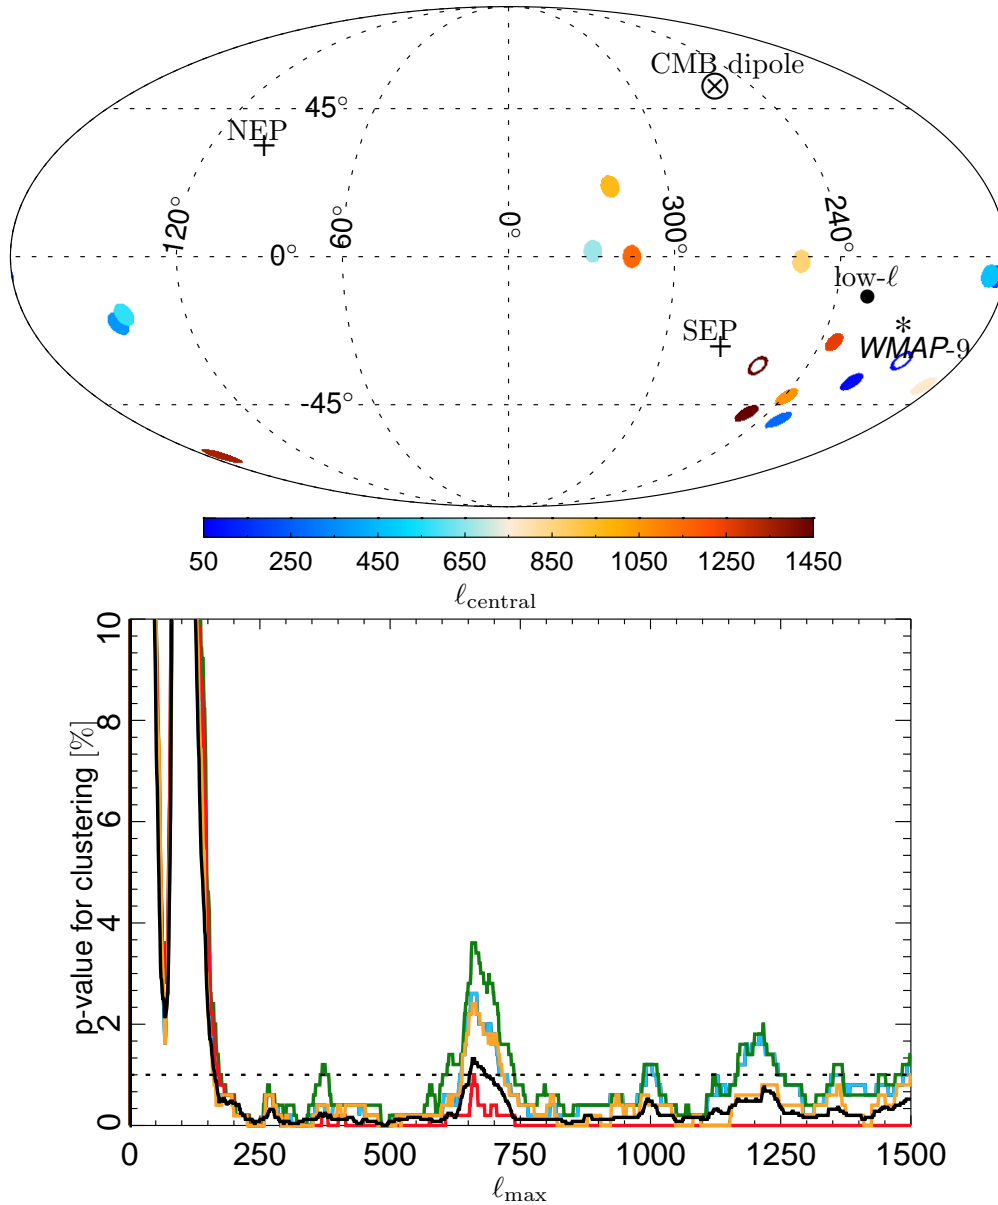 CMB dipole
45°
NEP
120°
60°
0°
300°
240°
0°
low-ℓ
SEP
*
WMAP-9
-45°
50 250 450 650 850 1050 1250 1450
ℓcentral
p-value for clustering [%]
10
8
6
4
2
0
0 250 500 750 1000 1250 1500
ℓmax